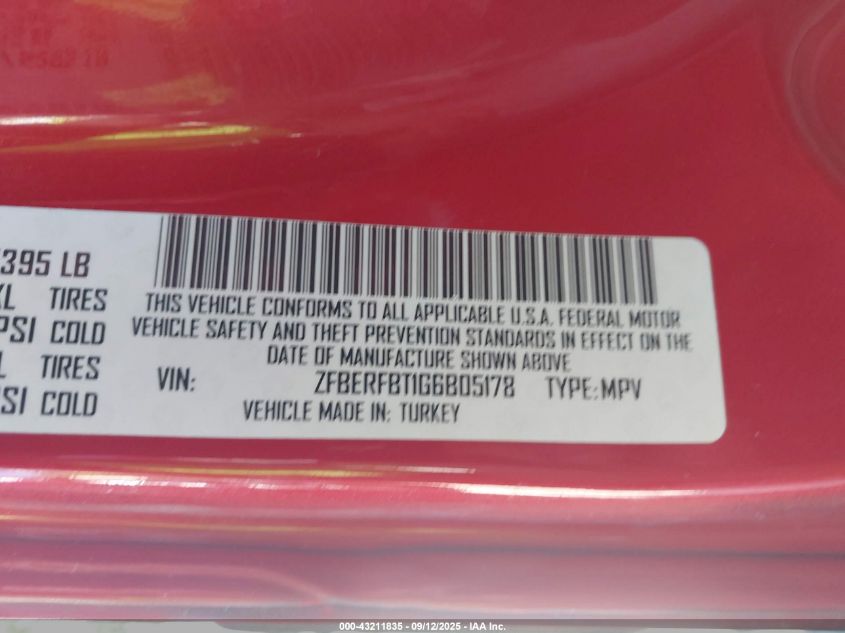 395 LB
XL TIRES
PSI COLD
L TIRES
SI COLD
THIS VEHICLE CONFORMS TO ALL APPLICABLE U.S.A. FEDERAL MOTOR
VEHICLE SAFETY AND THEFT PREVENTION STANDARDS IN EFFECT ON THE
DATE OF MANUFACTURE SHOWN ABOVE
VIN: ZFBERFBT1G6B05178 TYPE:MPV
VEHICLE MADE IN: TURKEY
000-43211835 - 09/12/2025 - IAA Inc.